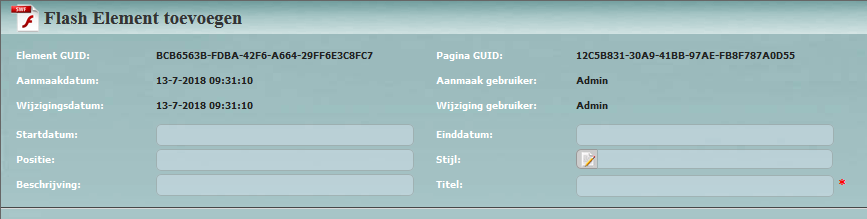 SWF
Flash Element toevoegen
Element GUID: BCB6563B-FDBA-42F6-A664-29FF6E3C8FC7 Pagina GUID: 12C5B831-30A9-41BB-97AE-FB8F787A0D55
Aanmaakdatum: 13-7-2018 09:31:10 Aanmaak gebruiker: Admin
Wijzigingsdatum: 13-7-2018 09:31:10 Wijziging gebruiker: Admin
Startdatum: Einddatum:
Positie: Stijl:
Beschrijving: Titel: *